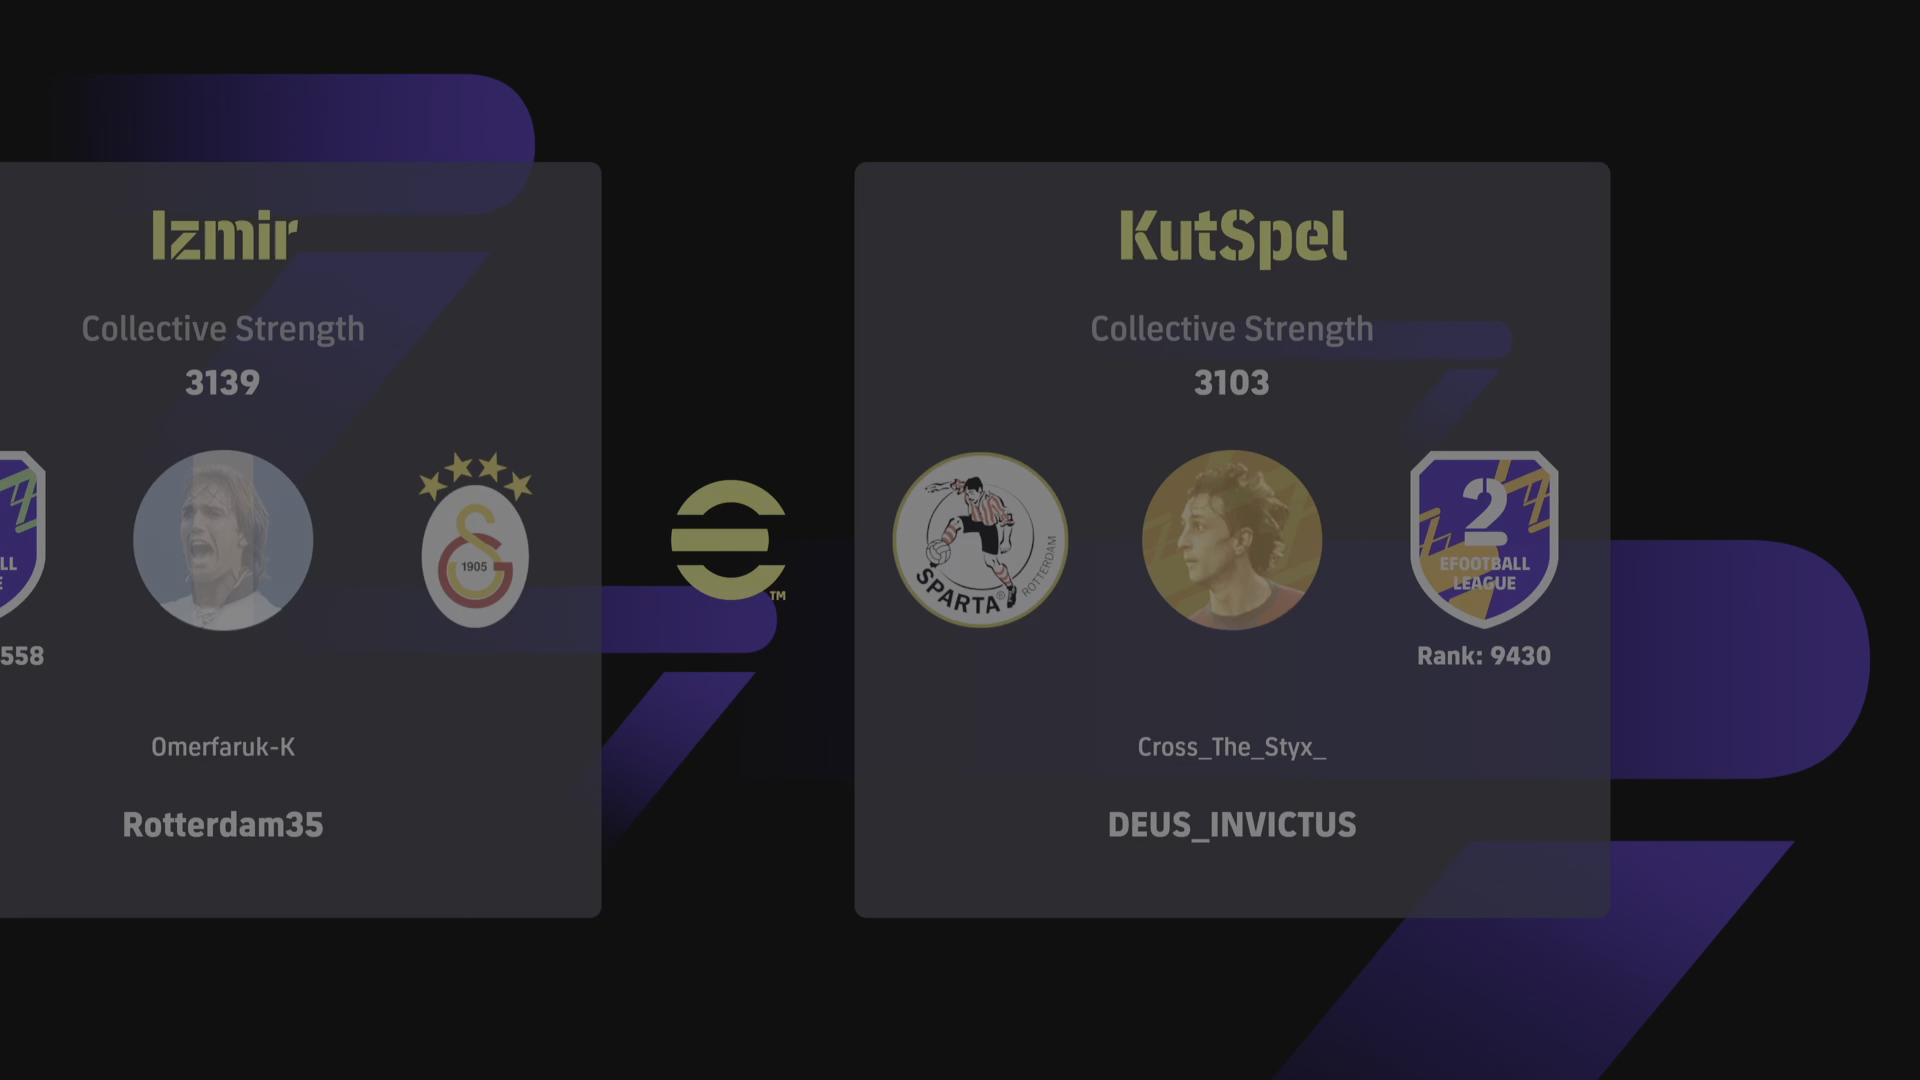 Izmir
Collective Strength
3139
1905
LL
558
Omerfaruk-K
Rotterdam35
TM
KutSpel
Collective Strength
3103
SPARTA®
ROTTERDAM
2
EFOOTBALL
LEAGUE
Rank: 9430
Cross_The_Styx_
DEUS_INVICTUS